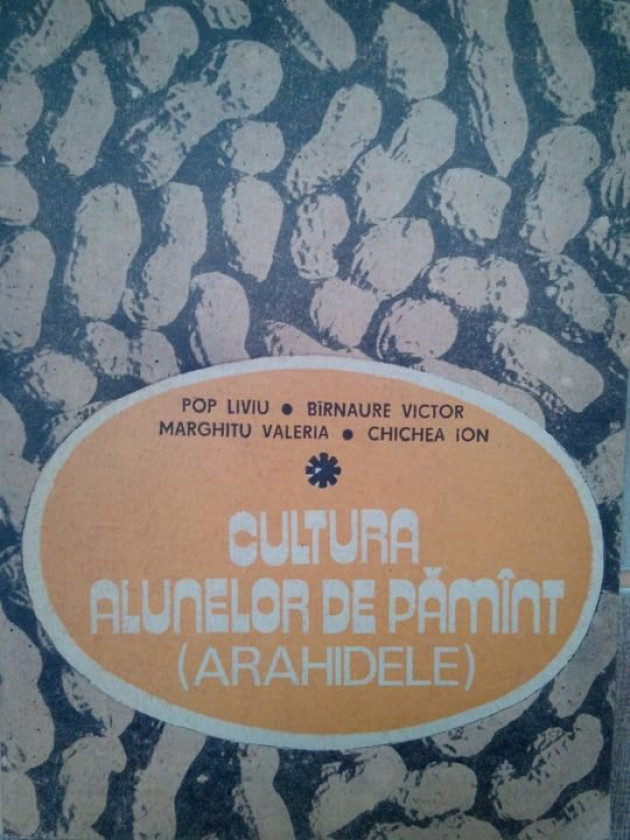 POP LIVIU ● BÎRNAURE VICTOR
MARGHITU VALERIA ● CHICHEA ION
CULTURA
ALUNELOR DE PĂMÎNT
(ARAHIDELE)